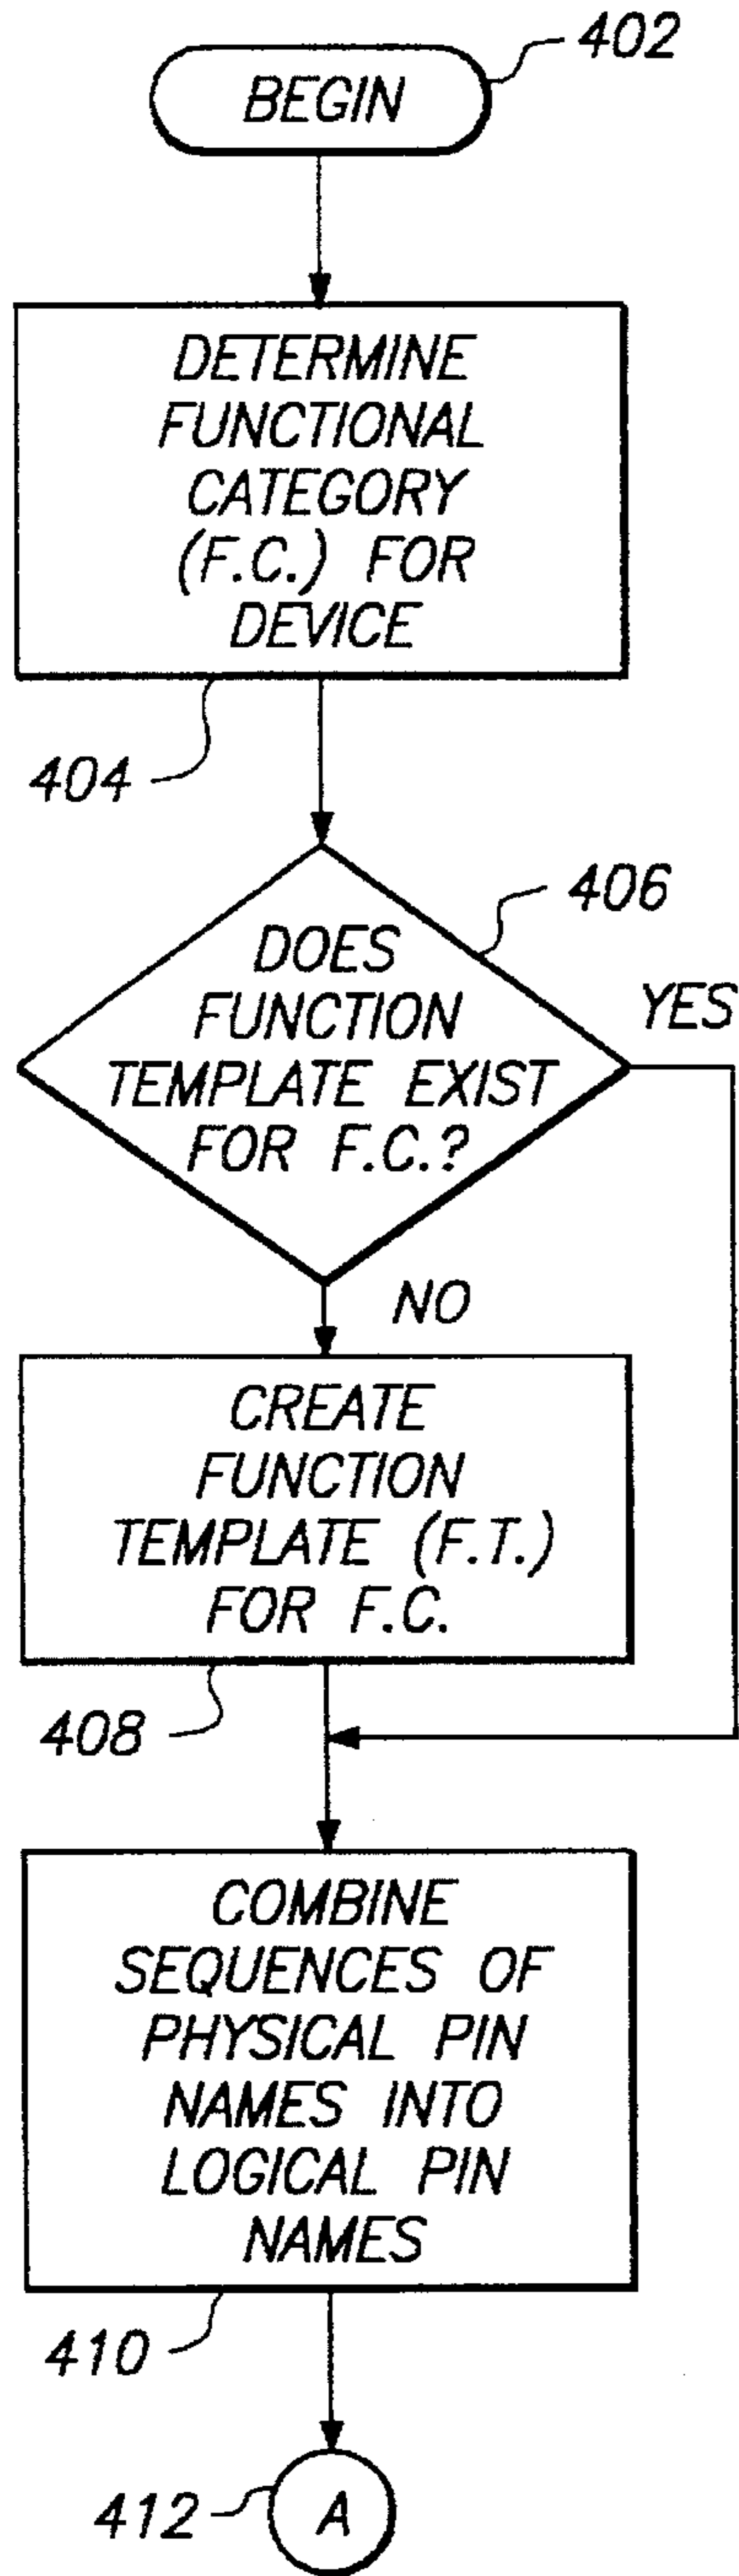 402
BEGIN
DETERMINE
FUNCTIONAL
CATEGORY
(F.C.) FOR
DEVICE
404
406
DOES
FUNCTION
TEMPLATE EXIST
FOR F.C.?
YES
NO
CREATE
FUNCTION
TEMPLATE (F.T.)
FOR F.C.
408
COMBINE
SEQUENCES OF
PHYSICAL PIN
NAMES INTO
LOGICAL PIN
NAMES
410
412
A